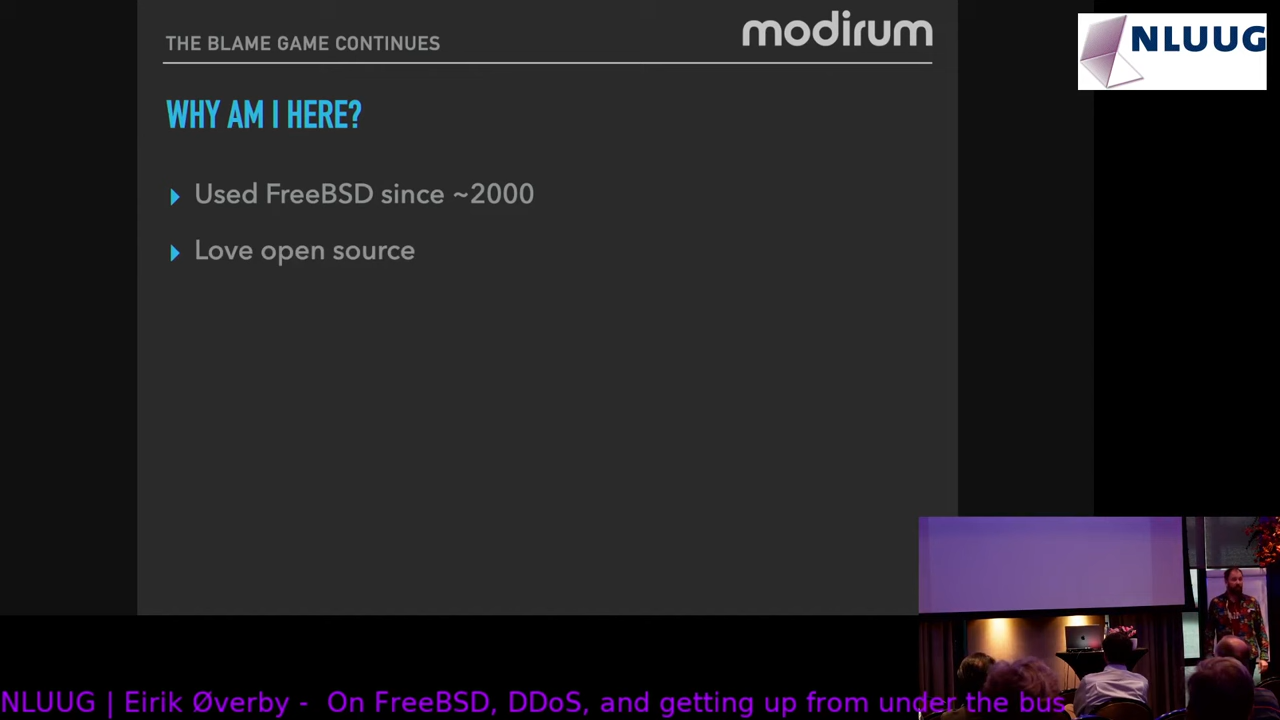 THE BLAME GAME CONTINUES
modirum
NLUUG
WHY AM I HERE?
Used FreeBSD since ~2000
Love open source
NLUUG | Eirik Øverby - On FreeBSD, DDoS, and getting up from under the bus